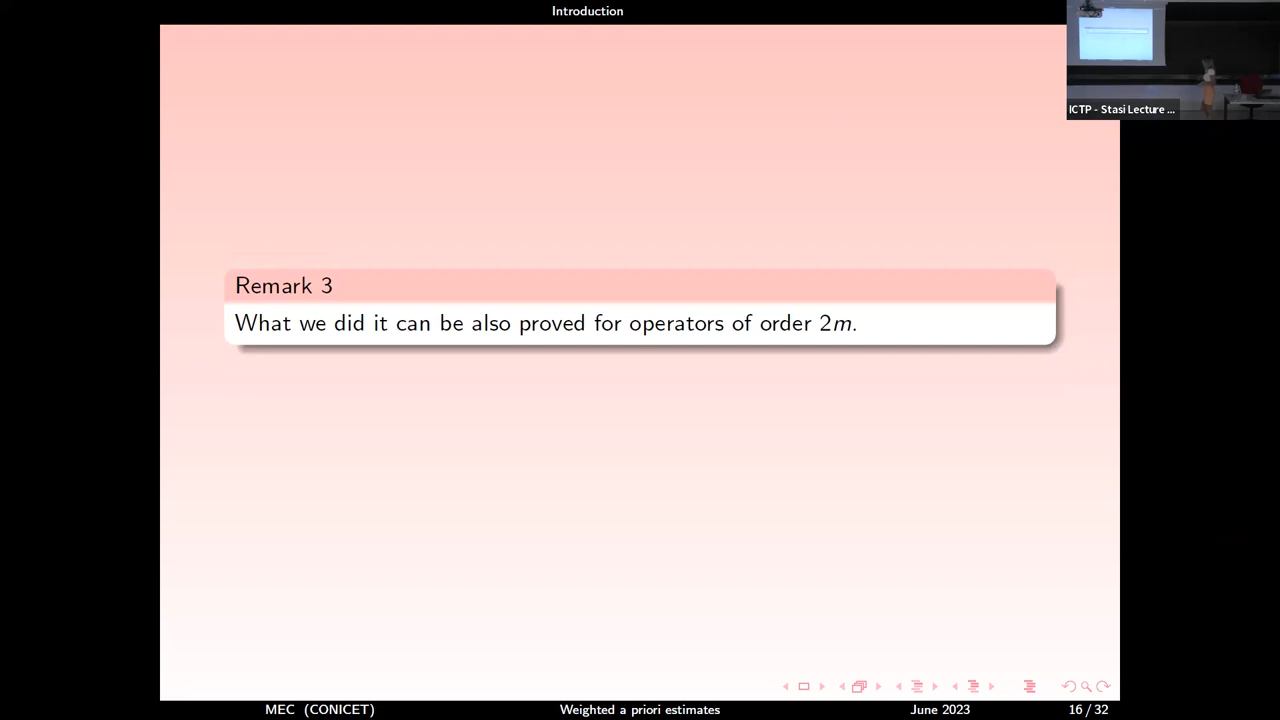 Introduction
ICTP - Stasi Lecture ...
Remark 3
What we did it can be also proved for operators of order 2m.
MEC (CONICET)
Weighted a priori estimates
June 2023
16 / 32